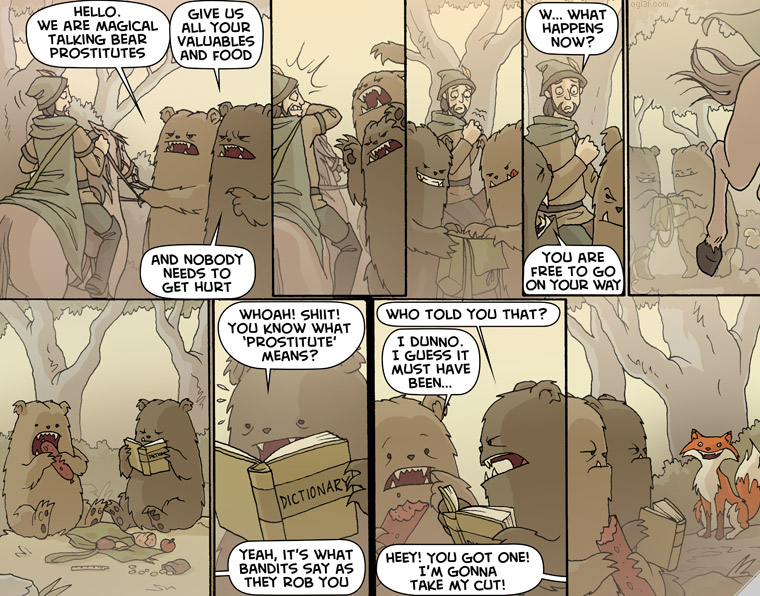 HELLO.
WE ARE MAGICAL
TALKING BEAR
PROSTITUTES
GIVE US
ALL YOUR
VALUABLES
AND FOOD
AND NOBODY
NEEDS TO
GET HURT
W... WHAT
HAPPENS
NOW?
YOU ARE
FREE TO GO
ON YOUR WAY
oglaf.com
WHOAH! SHIIT!
YOU KNOW WHAT
'PROSTITUTE'
MEANS?
DICTIONARY
YEAH, IT'S WHAT
BANDITS SAY AS
THEY ROB YOU
WHO TOLD YOU THAT?
I DUNNO.
I GUESS IT
MUST HAVE
BEEN...
HEEY! YOU GOT ONE!
I'M GONNA
TAKE MY CUT!